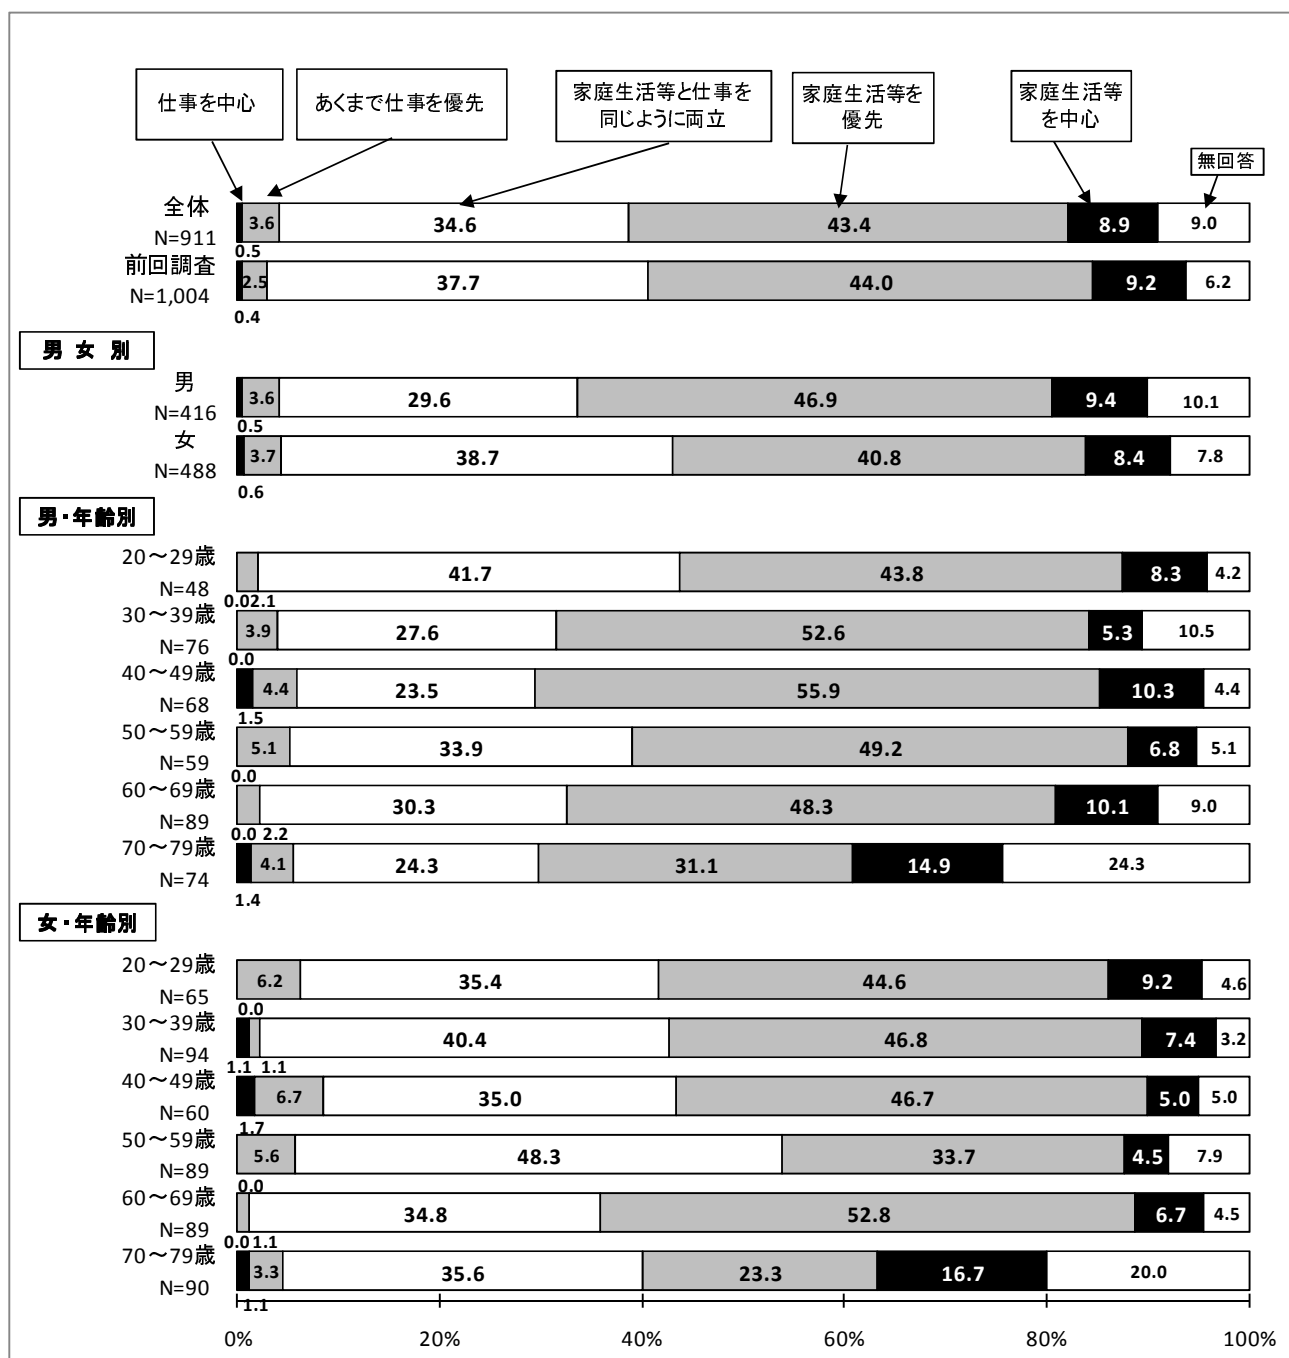 仕事を中心
あくまで仕事を優先
家庭生活等と仕事を
同じように両立
家庭生活等を
優先
家庭生活等
を中心
無回答
全体
N=911
3.6 34.6 43.4 8.9 9.0
0.5
前回調査
N=1,004
2.5 37.7 44.0 9.2 6.2
0.4
男 女 別
男
N=416
3.6 29.6 46.9 9.4 10.1
0.5
女
N=488
3.7 38.7 40.8 8.4 7.8
0.6
男・年齢別
20～29歳
N=48
41.7 43.8 8.3 4.2
0.0 2.1
30～39歳
N=76
3.9 27.6 52.6 5.3 10.5
0.0
40～49歳
N=68
4.4 23.5 55.9 10.3 4.4
1.5
50～59歳
N=59
5.1 33.9 49.2 6.8 5.1
0.0
60～69歳
N=89
30.3 48.3 10.1 9.0
0.0 2.2
70～79歳
N=74
4.1 24.3 31.1 14.9 24.3
1.4
女・年齢別
20～29歳
N=65
6.2 35.4 44.6 9.2 4.6
0.0
30～39歳
N=94
40.4 46.8 7.4 3.2
1.1 1.1
40～49歳
N=60
6.7 35.0 46.7 5.0 5.0
1.7
50～59歳
N=89
5.6 48.3 33.7 4.5 7.9
0.0
60～69歳
N=89
34.8 52.8 6.7 4.5
0.0 1.1
70～79歳
N=90
3.3 35.6 23.3 16.7 20.0
1.1
0% 20% 40% 60% 80% 100%